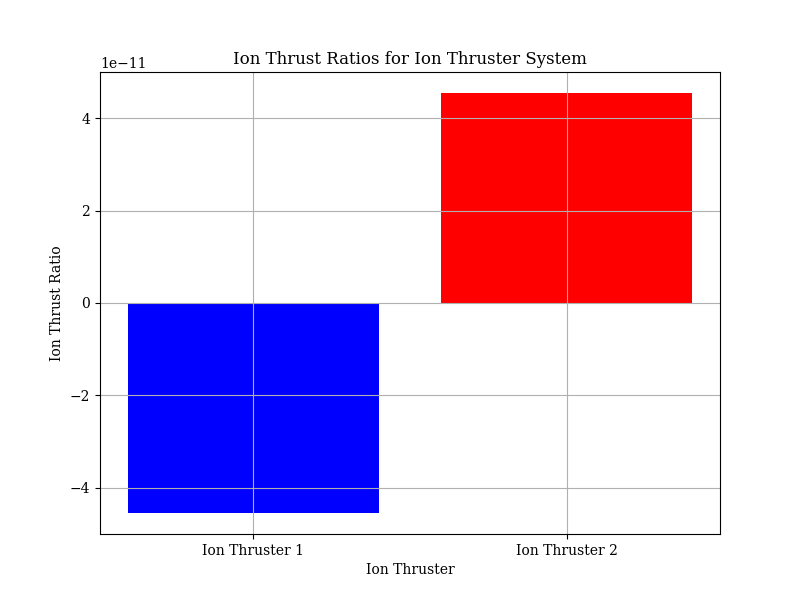 Ion Thrust Ratios for Ion Thruster System
1e−11
4
2
0
−2
−4
Ion Thrust Ratio
Ion Thruster 1
Ion Thruster 2
Ion Thruster